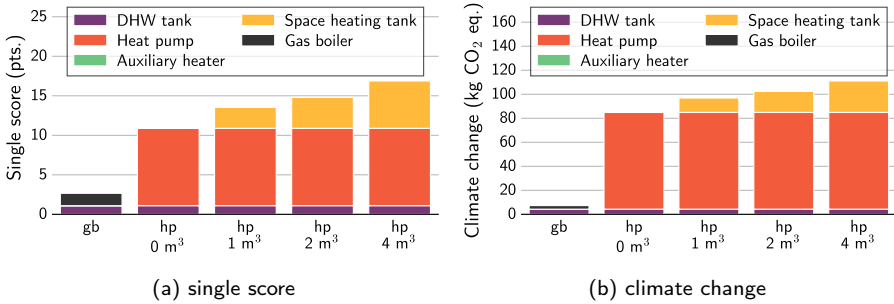 Single score (pts.)
25
20
15
10
5
0
DHW tank
Heat pump
Auxiliary heater
Space heating tank
Gas boiler
gb
hp
0 m³
hp
1 m³
hp
2 m³
hp
4 m³
(a) single score
Climate change (kg CO₂ eq.)
160
140
120
100
80
60
40
20
0
DHW tank
Heat pump
Auxiliary heater
Space heating tank
Gas boiler
gb
hp
0 m³
hp
1 m³
hp
2 m³
hp
4 m³
(b) climate change